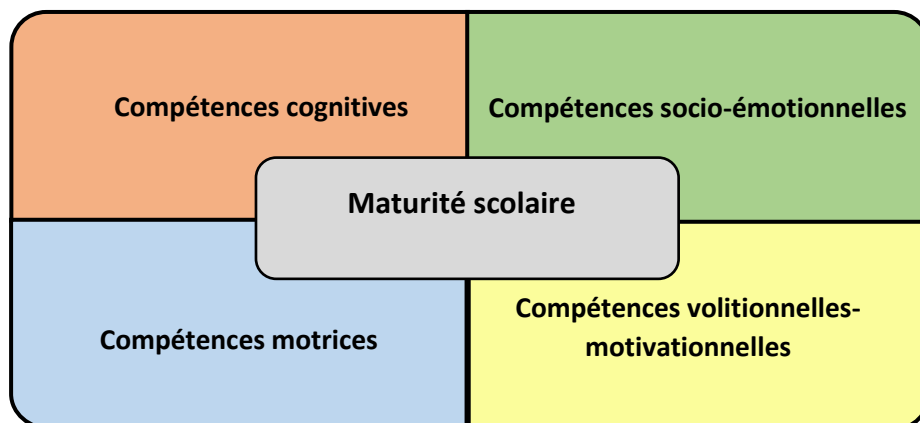 Compétences cognitives
Compétences socio-émotionnelles
Maturité scolaire
Compétences motrices
Compétences volitionnelles-
motivationnelles